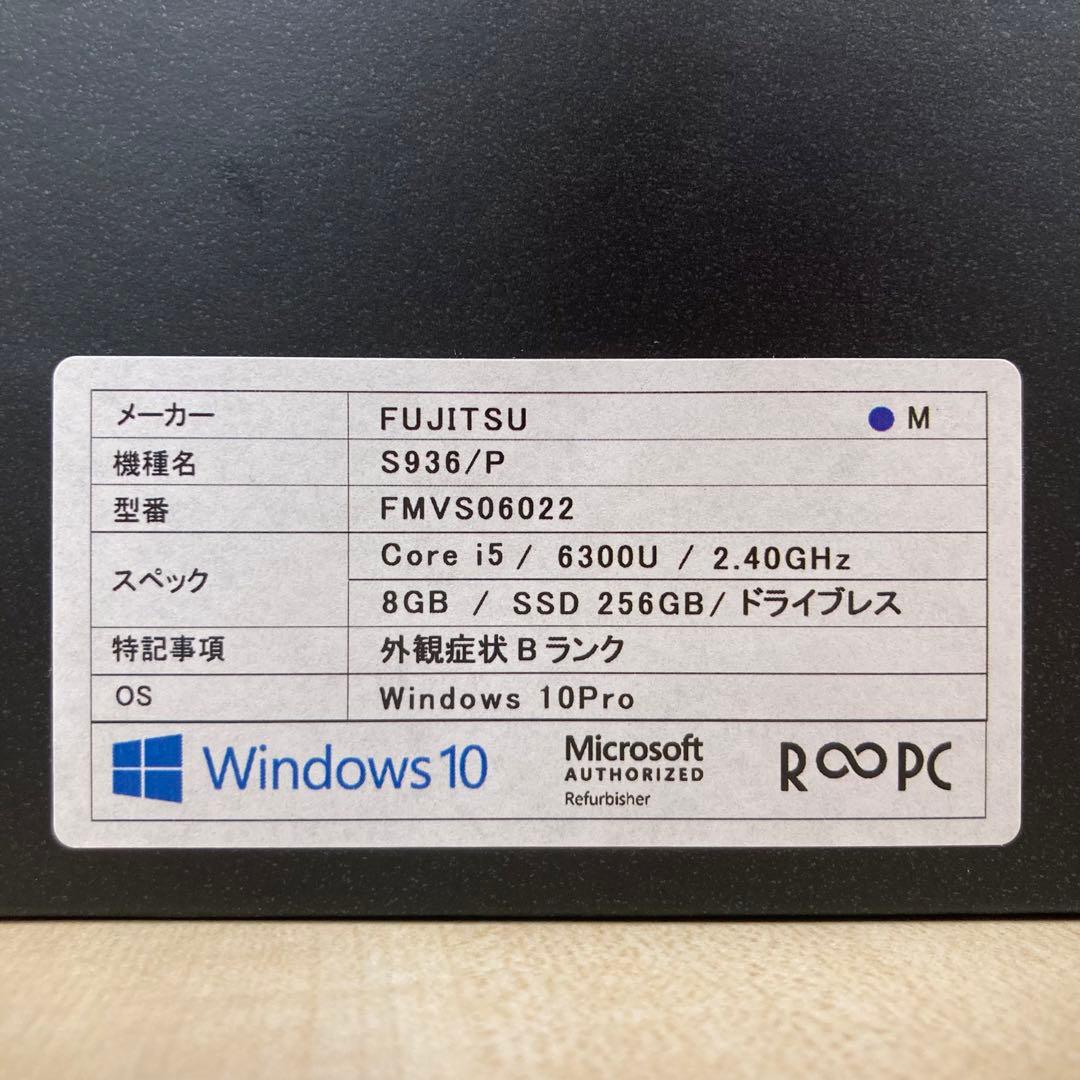 メーカー FUJITSU ● M
機種名 S936/P
型番 FMVS06022
スペック Core i5 / 6300U / 2.40GHz
8GB / SSD 256GB/ ドライブレス
特記事項 外観症状Bランク
OS Windows 10Pro
Windows 10 Microsoft R∞PC
AUTHORIZED
Refurbisher